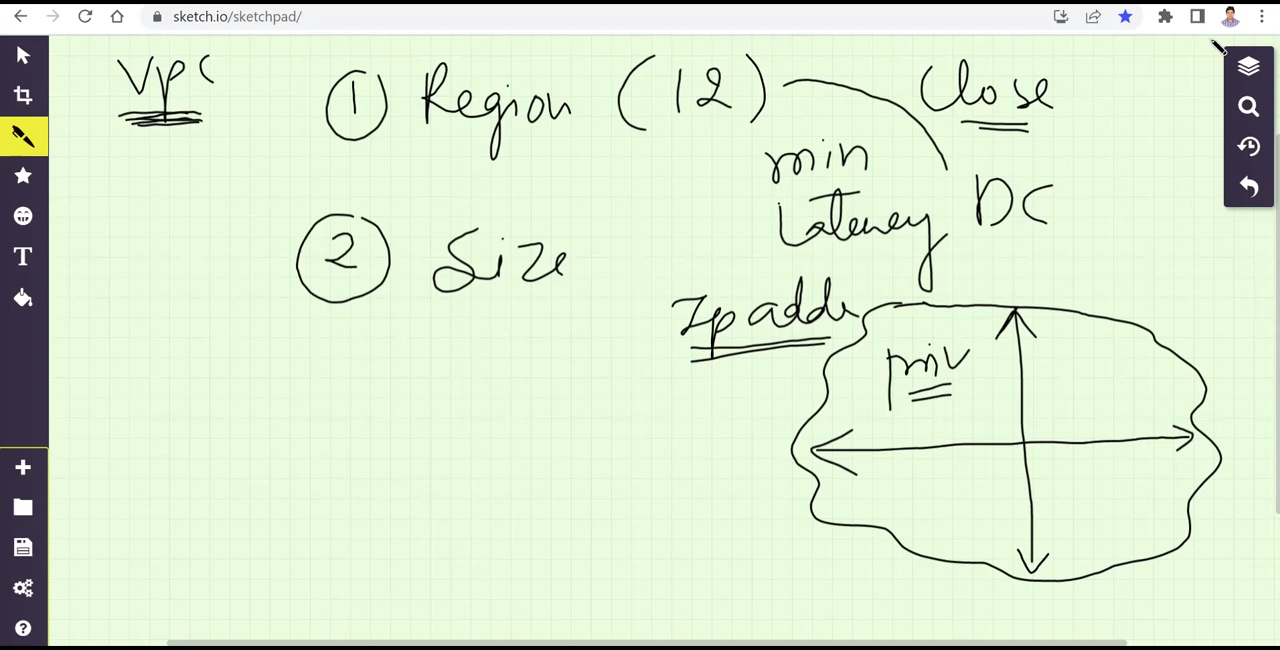 sketch.io/sketchpad/
VPC
1 Region (12) Close
min
Latency DC
2 Size
Ip addr
priv
T
?